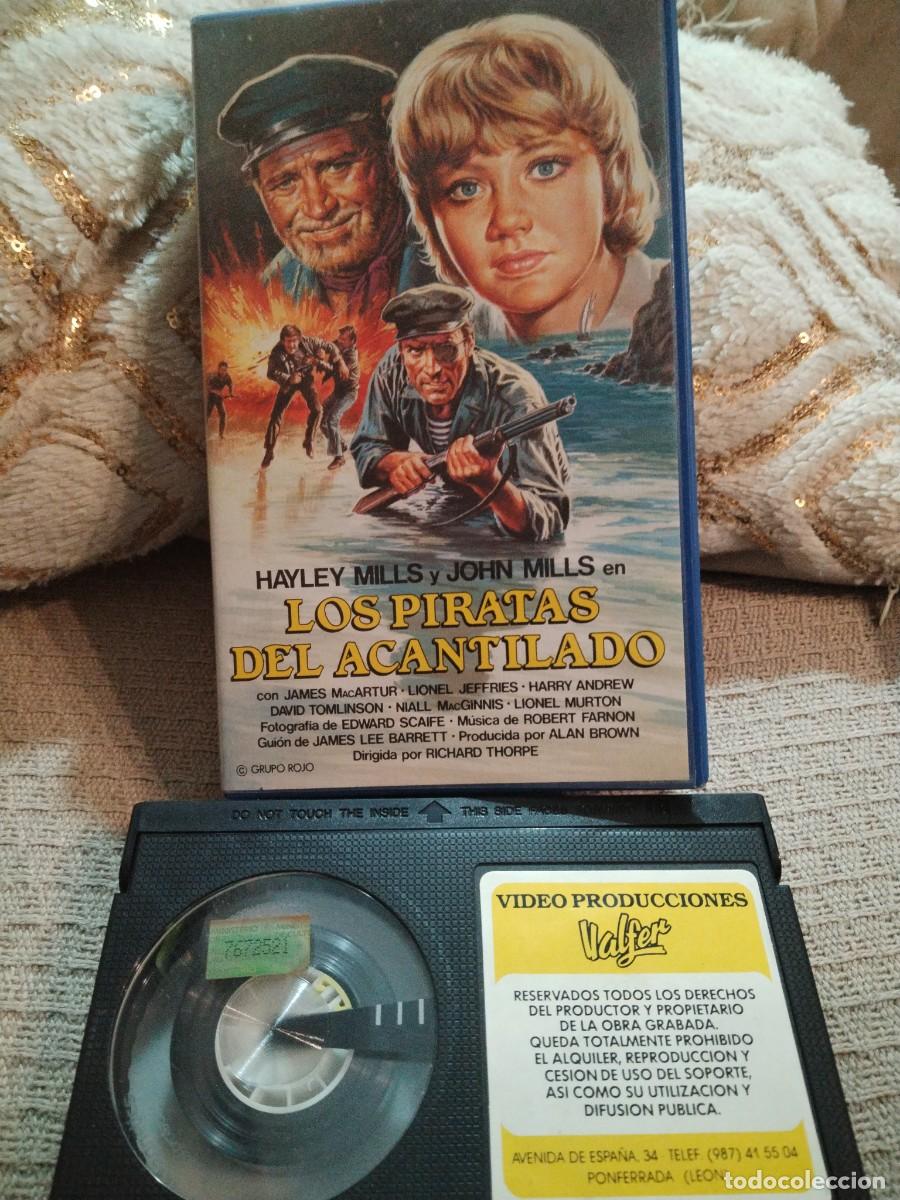 HAYLEY MILLS y JOHN MILLS en
LOS PIRATAS
DEL ACANTILADO
con JAMES MACARTUR · LIONEL JEFFRIES · HARRY ANDREW
DAVID TOMLINSON · NIALL MACGINNIS · LIONEL MURTON
Fotografía de EDWARD SCAIFE · Música de ROBERT FARNON
Guión de JAMES LEE BARRETT · Producida por ALAN BROWN
Dirigida por RICHARD THORPE
© GRUPO ROJO
DO NOT TOUCH THE INSIDE THIS SIDE
7672521
VIDEO PRODUCCIONES
Valfer
RESERVADOS TODOS LOS DERECHOS
DEL PRODUCTOR Y PROPIETARIO
DE LA OBRA GRABADA.
QUEDA TOTALMENTE PROHIBIDO
EL ALQUILER, REPRODUCCION Y
CESION DE USO DEL SOPORTE,
ASI COMO SU UTILIZACION Y
DIFUSION PUBLICA.
AVENIDA DE ESPAÑA, 34 - TELEF. (987) 41 55 04
PONFERRADA (LEON)
todocoleccion